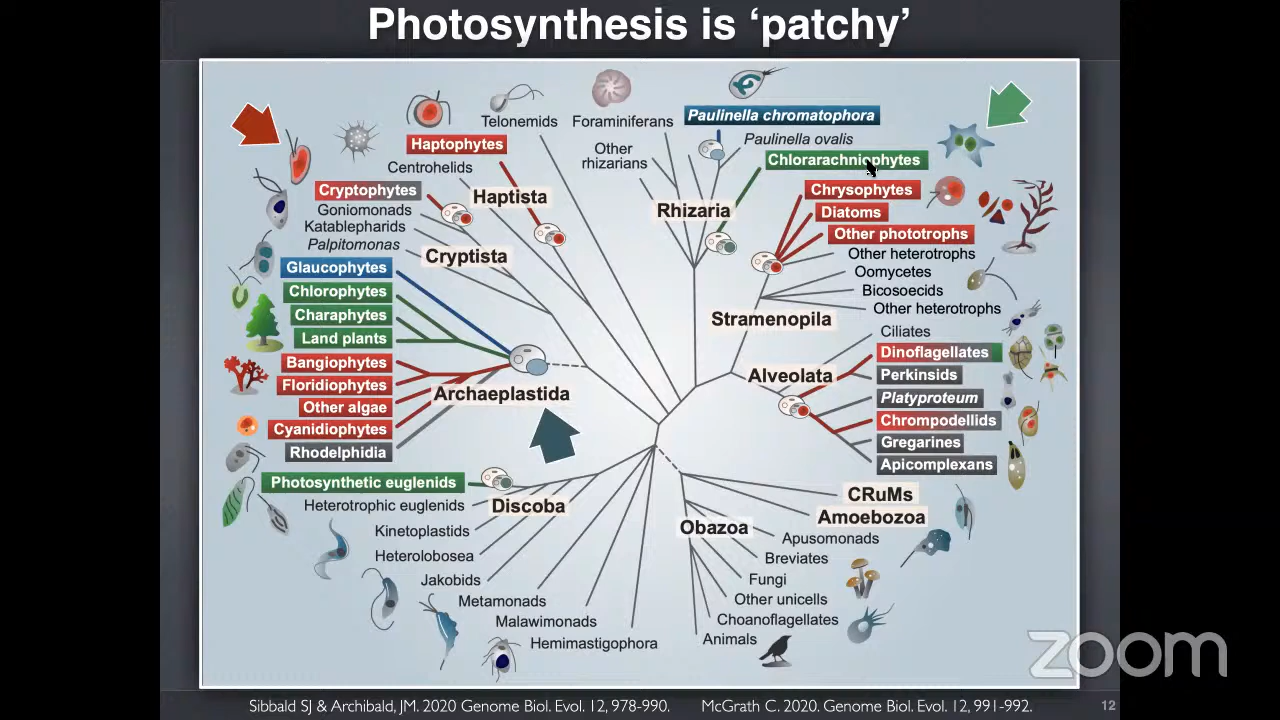 Photosynthesis is ‘patchy’
Telonemids
Foraminiferans
Paulinella chromatophora
Haptophytes
Other
rhizarians
Paulinella ovalis
Chlorarachniophytes
Centrohelids
Cryptophytes
Haptista
Rhizaria
Chrysophytes
Goniomonads
Diatoms
Katablepharids
Other phototrophs
Palpitomonas
Cryptista
Other heterotrophs
Glaucophytes
Oomycetes
Chlorophytes
Bicosoecids
Charaphytes
Stramenopila
Other heterotrophs
Land plants
Ciliates
Bangiophytes
Dinoflagellates
Floridiophytes
Archaeplastida
Alveolata
Perkinsids
Other algae
Platyproteum
Cyanidiophytes
Chrompodellids
Rhodelphidia
Gregarines
Apicomplexans
Photosynthetic euglenids
CRuMs
Heterotrophic euglenids
Discoba
Amoebozoa
Kinetoplastids
Obazoa
Apusomonads
Heterolobosea
Breviates
Jakobids
Fungi
Metamonads
Other unicells
Malawimonads
Choanoflagellates
Hemimastigophora
Animals
zoom
Sibbald SJ & Archibald, JM. 2020 Genome Biol. Evol. 12, 978-990.
McGrath C. 2020. Genome Biol. Evol. 12, 991-992.
12